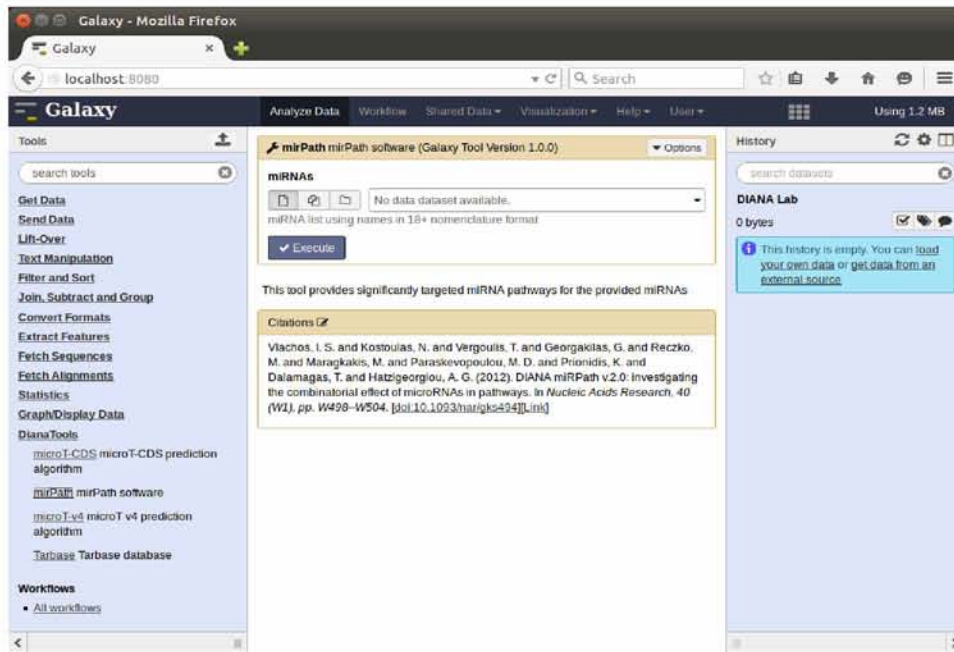 Galaxy - Mozilla Firefox
Galaxy
localhost:8080
Search
Galaxy
Analyze Data Workflow Shared Data Visualization Help User
Using 1.2 MB
Tools
search tools
Get Data
Send Data
Lift-Over
Text Manipulation
Filter and Sort
Join, Subtract and Group
Convert Formats
Extract Features
Fetch Sequences
Fetch Alignments
Statistics
Graph/Display Data
DianaTools
microT-CDS microT-CDS prediction
algorithm
mirPath mirPath software
microT-v4 microT v4 prediction
algorithm
Tarbase Tarbase database
Workflows
All workflows
mirPath mirPath software (Galaxy Tool Version 1.0.0)
Options
miRNAs
No data dataset available.
miRNA list using names in 18+ nomenclature format
Execute
This tool provides significantly targeted miRNA pathways for the provided miRNAs
Citations
Vlachos, I. S. and Kostoulas, N. and Vergoulis, T. and Georgakilas, G. and Reczko,
M. and Maragkakis, M. and Paraskevopoulou, M. D. and Prionidis, K. and
Dalamagas, T. and Hatzigeorgiou, A. G. (2012). DIANA miRPath v.2.0: investigating
the combinatorial effect of microRNAs in pathways. In Nucleic Acids Research, 40
(W1), pp. W498–W504. [doi:10.1093/nar/gks494][Link]
History
search datasets
DIANA Lab
0 bytes
This history is empty. You can load
your own data or get data from an
external source